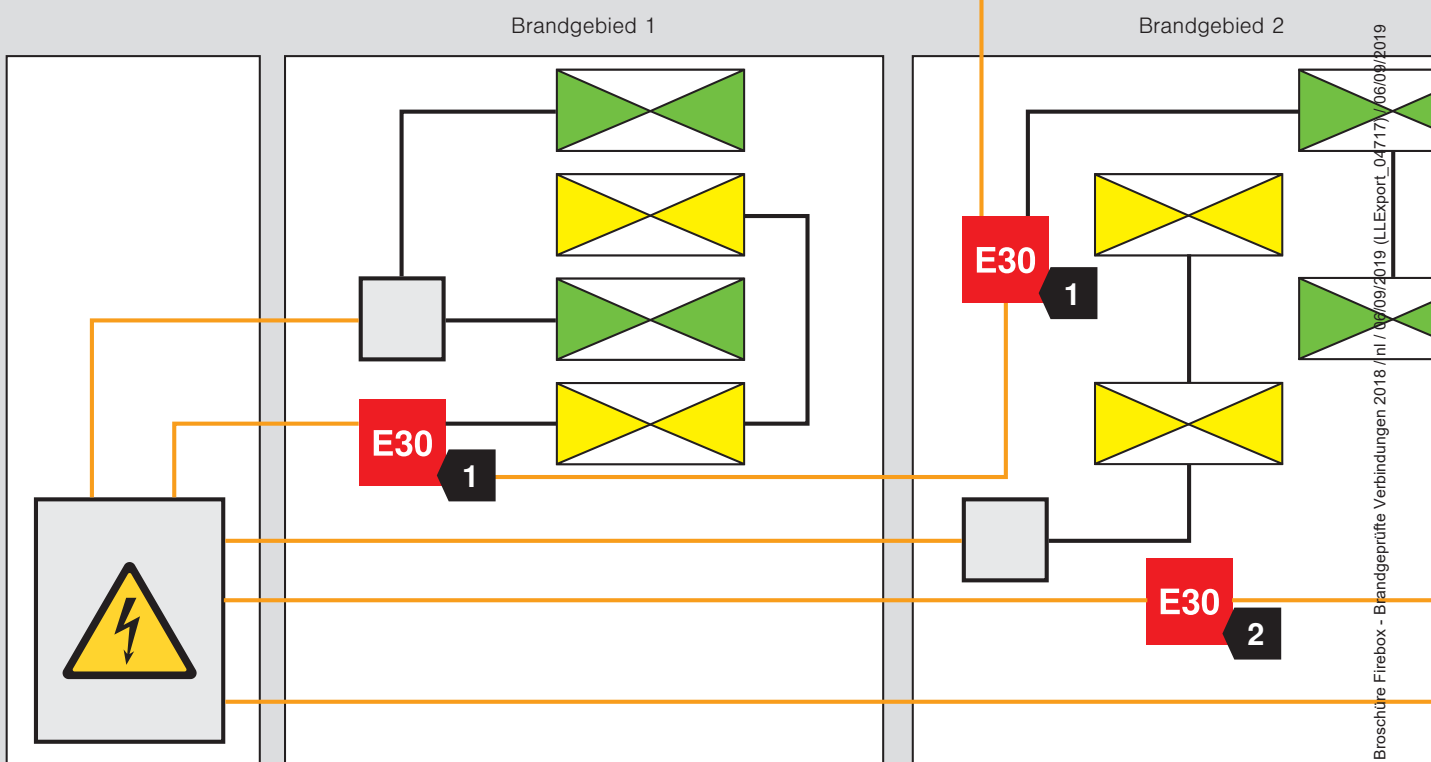 Brandgebied 1
Brandgebied 2
E30
1
E30
1
E30
2
Broschüre Firebox - Brandgeprüfte Verbindungen 2018 / nl / 06/09/2019 (LLExport_04717) / 06/09/2019